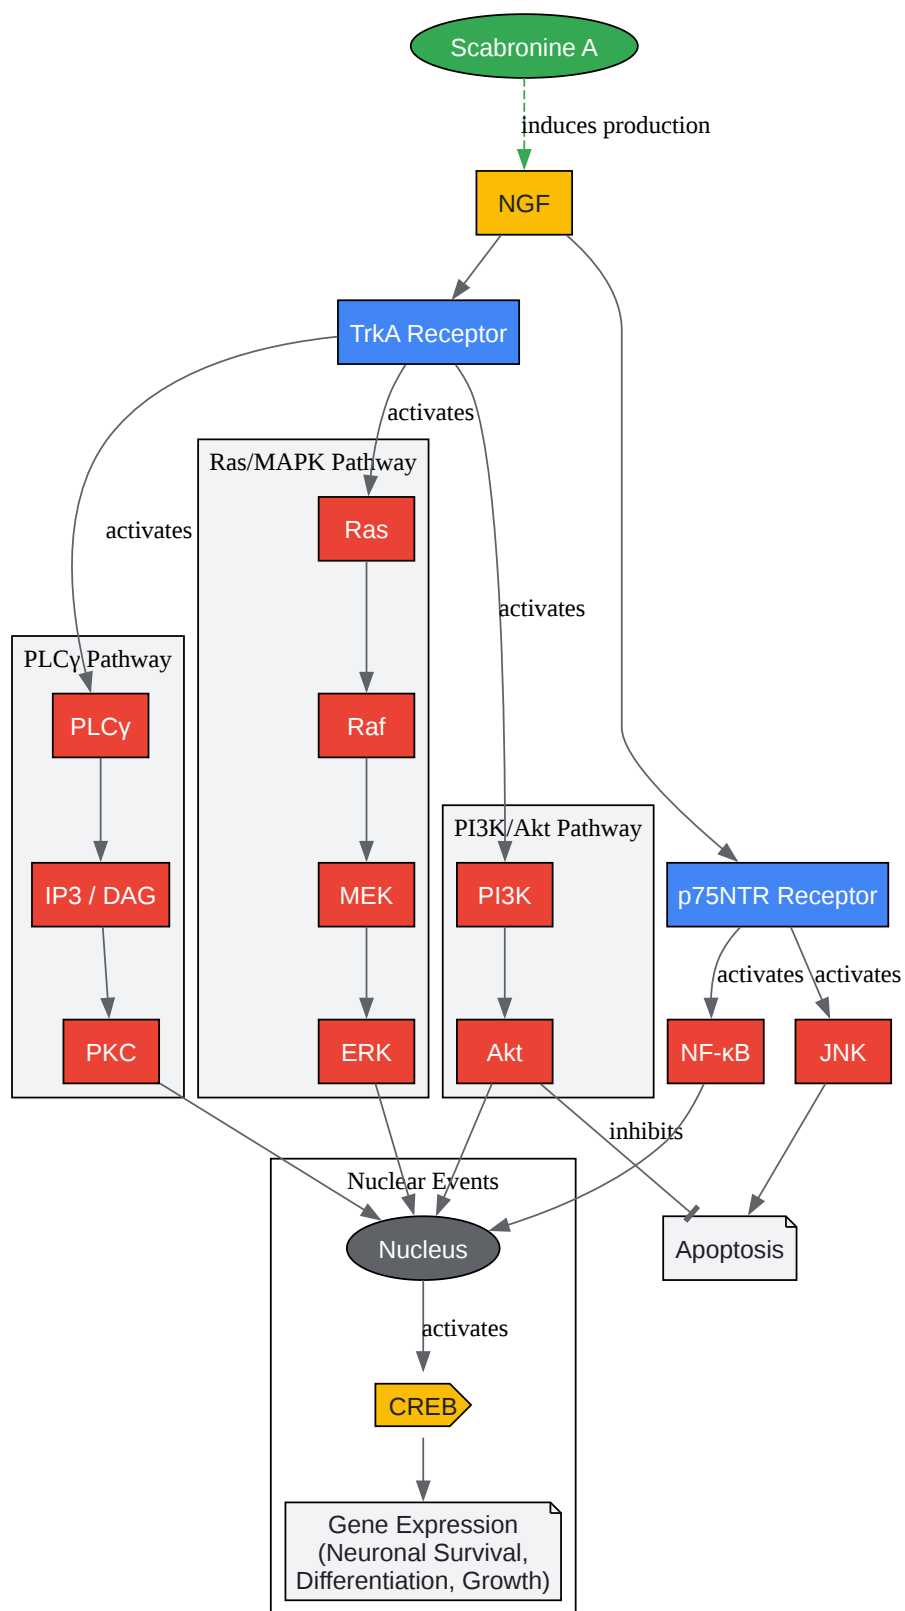 Scabronine A
induces production
NGF
TrkA Receptor
activates
Ras/MAPK Pathway
Ras
activates
activates
PLCγ Pathway
PLCγ
Raf
PI3K/Akt Pathway
IP3 / DAG
MEK
PI3K
p75NTR Receptor
activates
activates
PKC
ERK
Akt
NF-κB
JNK
inhibits
Nuclear Events
Nucleus
Apoptosis
activates
CREB
Gene Expression
(Neuronal Survival,
Differentiation, Growth)